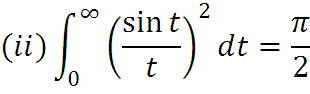 (ii) ∫₀^∞ (sin t / t)² dt = π/2